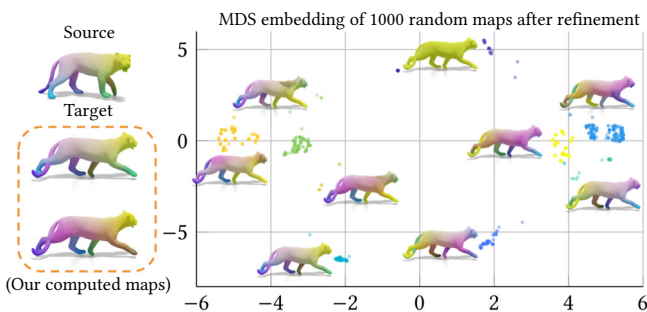 MDS embedding of 1000 random maps after refinement
Source
Target
(Our computed maps)
5
0
−5
−6 −4 −2 0 2 4 6